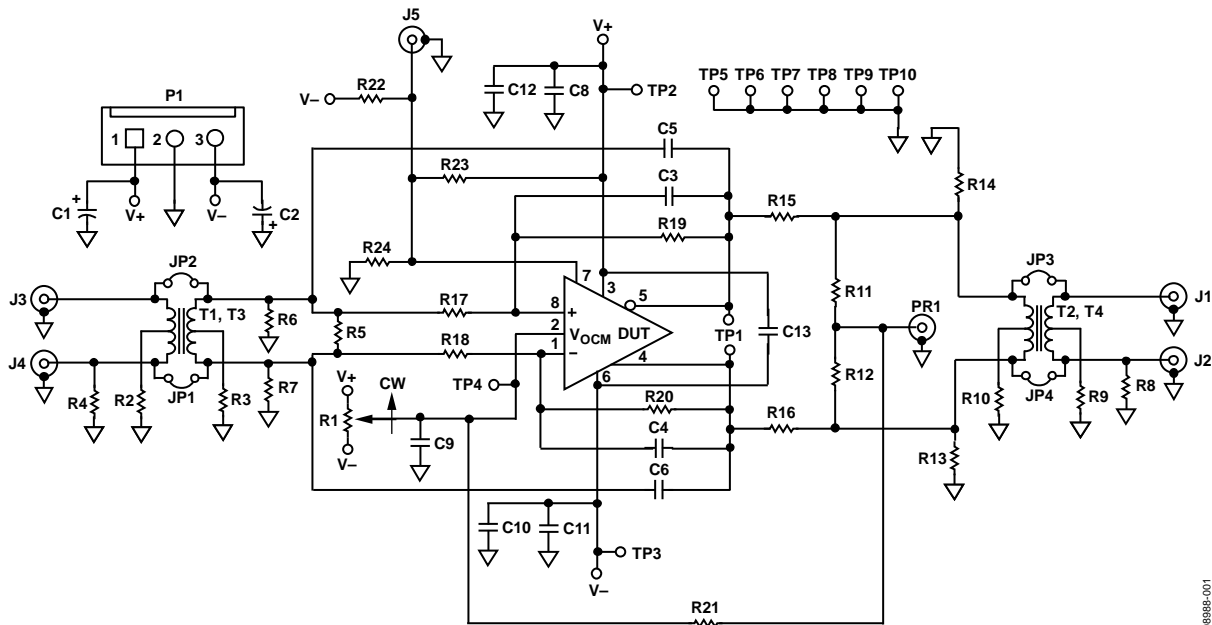 J5
V+
R22
V–
C12
C8
TP2
TP5 TP6 TP7 TP8 TP9 TP10
P1
1 2 3
C1
+
V+
V–
C2
+
R23
C5
C3
R19
R15
R14
R24
JP2
J3
T1, T3
R6
R5
R17
R18
7
3
8
+
5
2
VOCM
DUT
1
–
4
6
TP1
C13
R11
R12
PR1
JP3
T2, T4
J1
J4
JP1
R4
R2
R3
R7
TP4
V+
CW
R1
V–
C9
R20
C4
C6
R16
R10
JP4
R9
R8
J2
R13
C10
C11
TP3
V–
R21